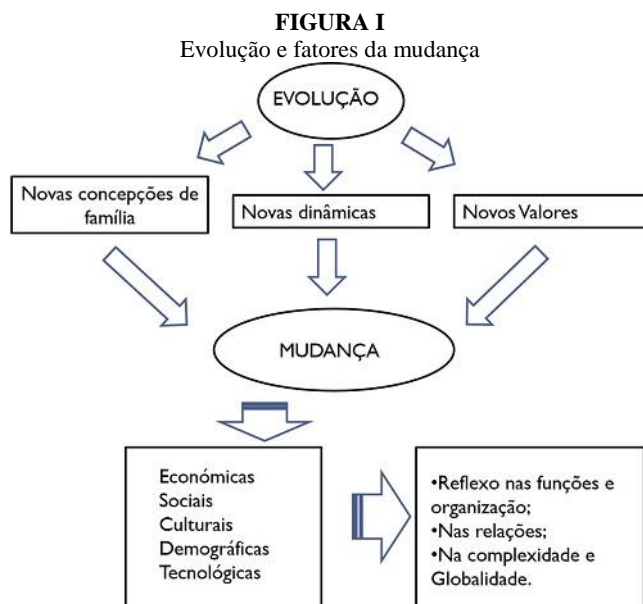 FIGURA I
Evolução e fatores da mudança
EVOLUÇÃO
Novas concepções de
família
Novas dinâmicas
Novos Valores
MUDANÇA
Económicas
Sociais
Culturais
Demográficas
Tecnológicas
•Reflexo nas funções e
organização;
•Nas relações;
•Na complexidade e
Globalidade.